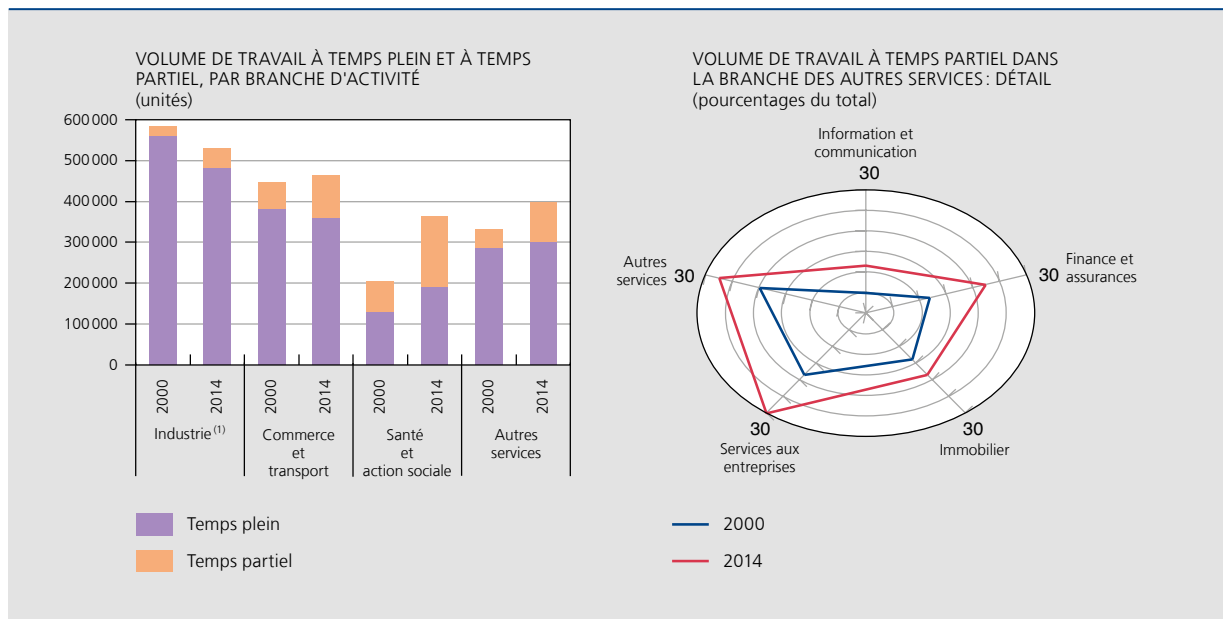 VOLUME DE TRAVAIL À TEMPS PLEIN ET À TEMPS
PARTIEL, PAR BRANCHE D'ACTIVITÉ
(unités)
600 000
500 000
400 000
300 000
200 000
100 000
0
2000
2014
2000
2014
2000
2014
2000
2014
Industrie (1)
Commerce
et
transport
Santé
et
action sociale
Autres
services
Temps plein
Temps partiel
VOLUME DE TRAVAIL À TEMPS PARTIEL DANS
LA BRANCHE DES AUTRES SERVICES : DÉTAIL
(pourcentages du total)
Information et
communication
30
Finance et
assurances
30
Immobilier
30
Services aux
entreprises
30
Autres
services
30
2000
2014